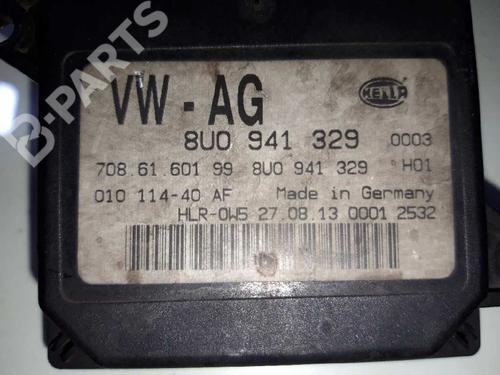 VW - AG
HELLA
8U0 941 329 0003
708.61.601 99 8U0 941 329 H01
010 114-40 AF Made in Germany
HLR-0W5 27.08.13 0001 2532
B-PARTS